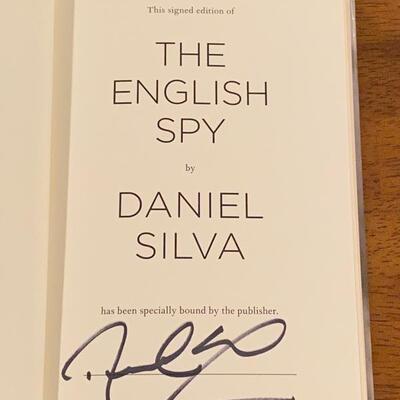 This signed edition of
THE
ENGLISH
SPY
by
DANIEL
SILVA
has been specially bound by the publisher.